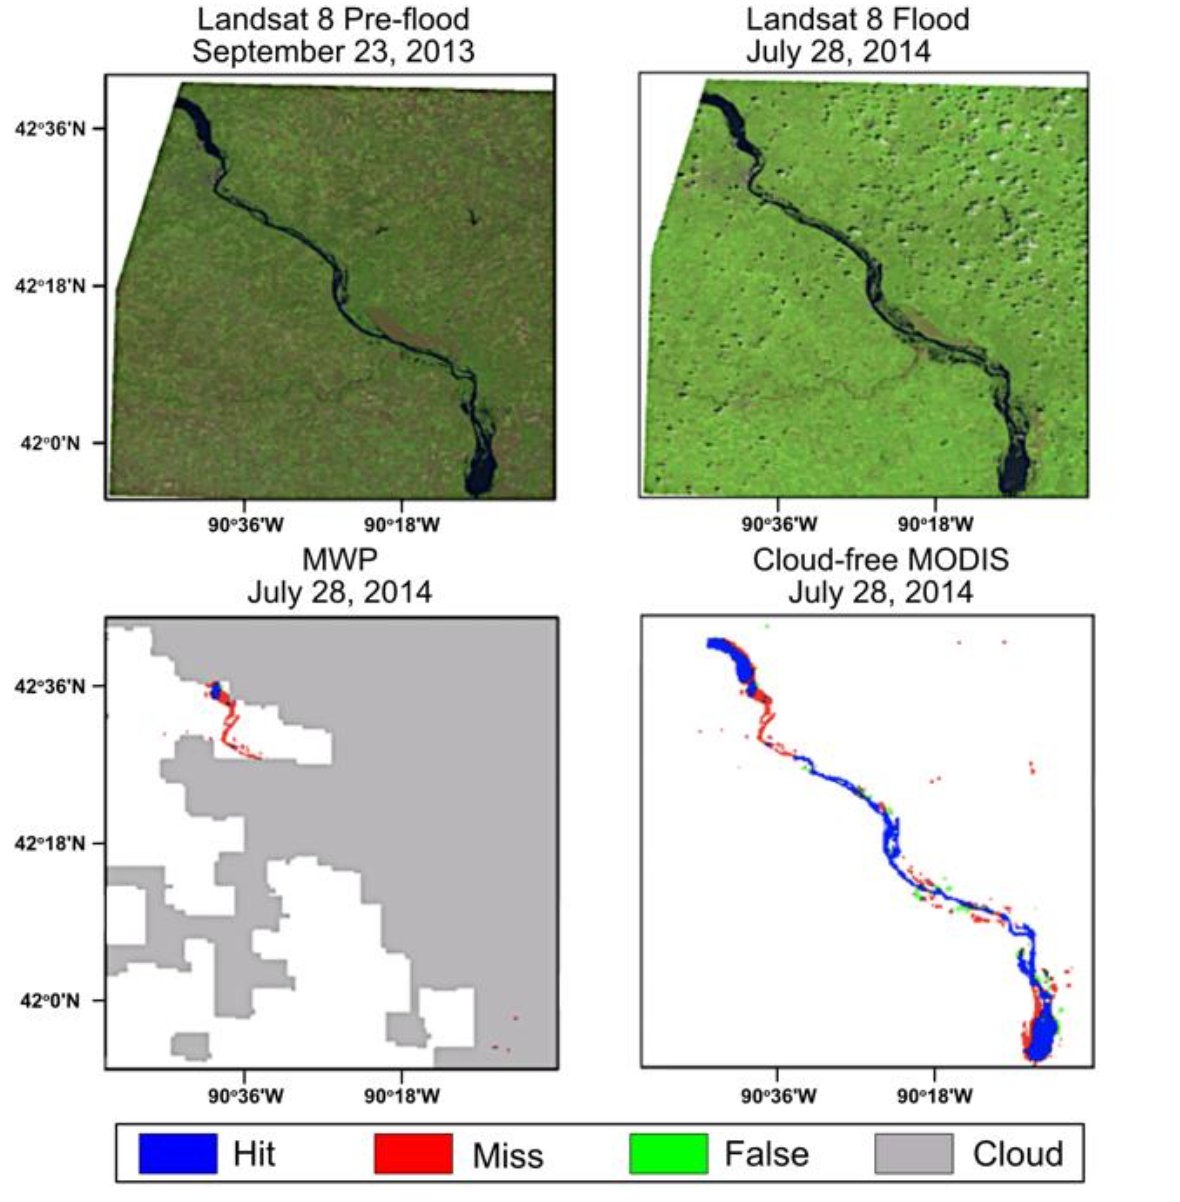 Landsat 8 Pre-flood
September 23, 2013
Landsat 8 Flood
July 28, 2014
42°36'N
42°18'N
42°0'N
90°36'W
90°18'W
90°36'W
90°18'W
MWP
July 28, 2014
Cloud-free MODIS
July 28, 2014
42°36'N
42°18'N
42°0'N
90°36'W
90°18'W
90°36'W
90°18'W
Hit
Miss
False
Cloud